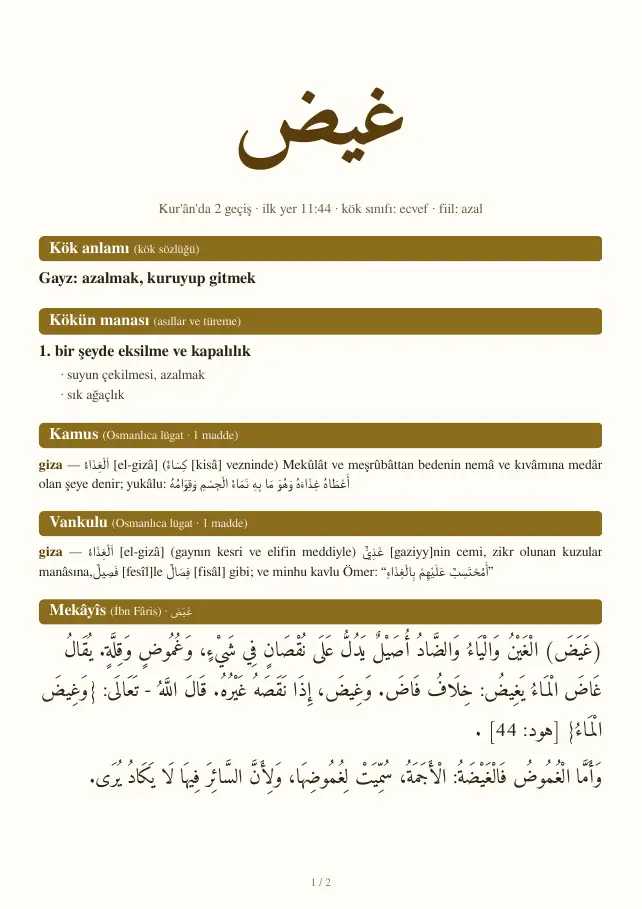 غيض
Kur'ân'da 2 geçiş · ilk yer 11:44 · kök sınıfı: ecvef · fiil: azal
Kök anlamı (kök sözlüğü)
Gayz: azalmak, kuruyup gitmek
Kökün manası (asıllar ve türeme)
1. bir şeyde eksilme ve kapalılık
· suyun çekilmesi, azalmak
· sık ağaçlık
Kamus (Osmanlıca lügat · 1 madde)
giza — اَلْغِذَاءُ [el-gizâ] (كِسَاءٌ [kisâ] vezninde) Mekûlât ve meşrûbâttan bedenin nemâ ve kıvâmına medâr
olan şeye denir; yukâlu: أَعْطَاهُ غِذَاءَهُ وَهُوَ مَا بِهِ نَمَاءُ الْجِسْمِ وَقِوَامُهُ
Vankulu (Osmanlıca lügat · 1 madde)
giza — اَلْغِذَاءُ [el-gizâ] (gaynın kesri ve elifin meddiyle) غَذِيٌّ [gaziyy]nin cemi, zikr olunan kuzular
manâsına, فَصِيلٌ [fesîl]le فِصَالٌ [fisâl] gibi; ve minhu kavlu Ömer: “أَمُحْتَسِبٌ عَلَيْهِمْ بِالْغِذَاءِ”
Mekâyîs (İbn Fâris) · غَيَضَ
(غَيَضَ) الْغَيْنُ وَالْيَاءُ وَالضَّادُ أُصَيْلٌ يَدُلُّ عَلَى نُقْصَانٍ فِي شَيْءٍ، وَغُمُوضٍ وَقِلَّةٍ. يُقَالُ
غَاضَ الْمَاءُ يَغِيضُ: خِلَافُ فَاضَ. وَغِيضَ، إِذَا نَقَصَهُ غَيْرُهُ. قَالَ اللَّهُ - تَعَالَى: {وَغِيضَ
الْمَاءُ} [هود: 44] .
وَأَمَّا الْغُمُوضُ فَالْغَيْضَةُ: الْأَجَمَةُ، سُمِّيَتْ لِغُمُوضِهَا، وَلِأَنَّ السَّائِرَ فِيهَا لَا يَكَادُ يُرَى.
1 / 2